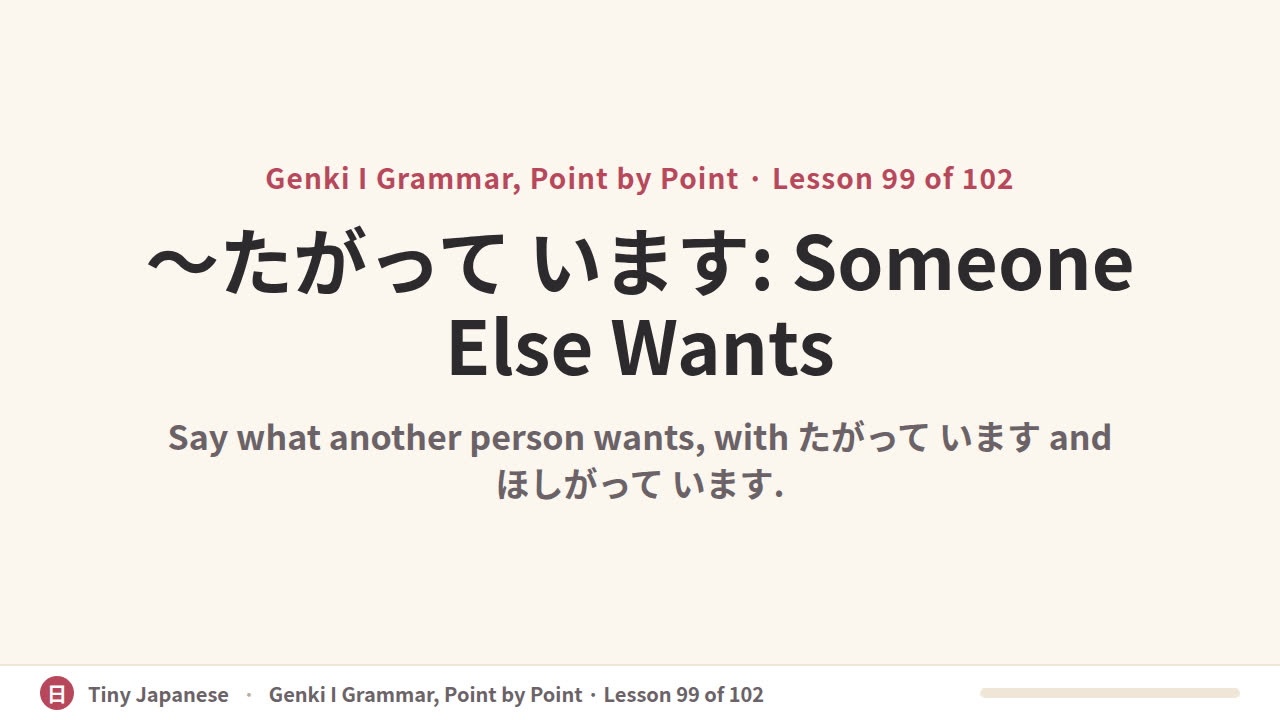 Genki I Grammar, Point by Point · Lesson 99 of 102
～たがって います: Someone
Else Wants
Say what another person wants, with たがって います and
ほしがって います.
日 Tiny Japanese · Genki I Grammar, Point by Point · Lesson 99 of 102